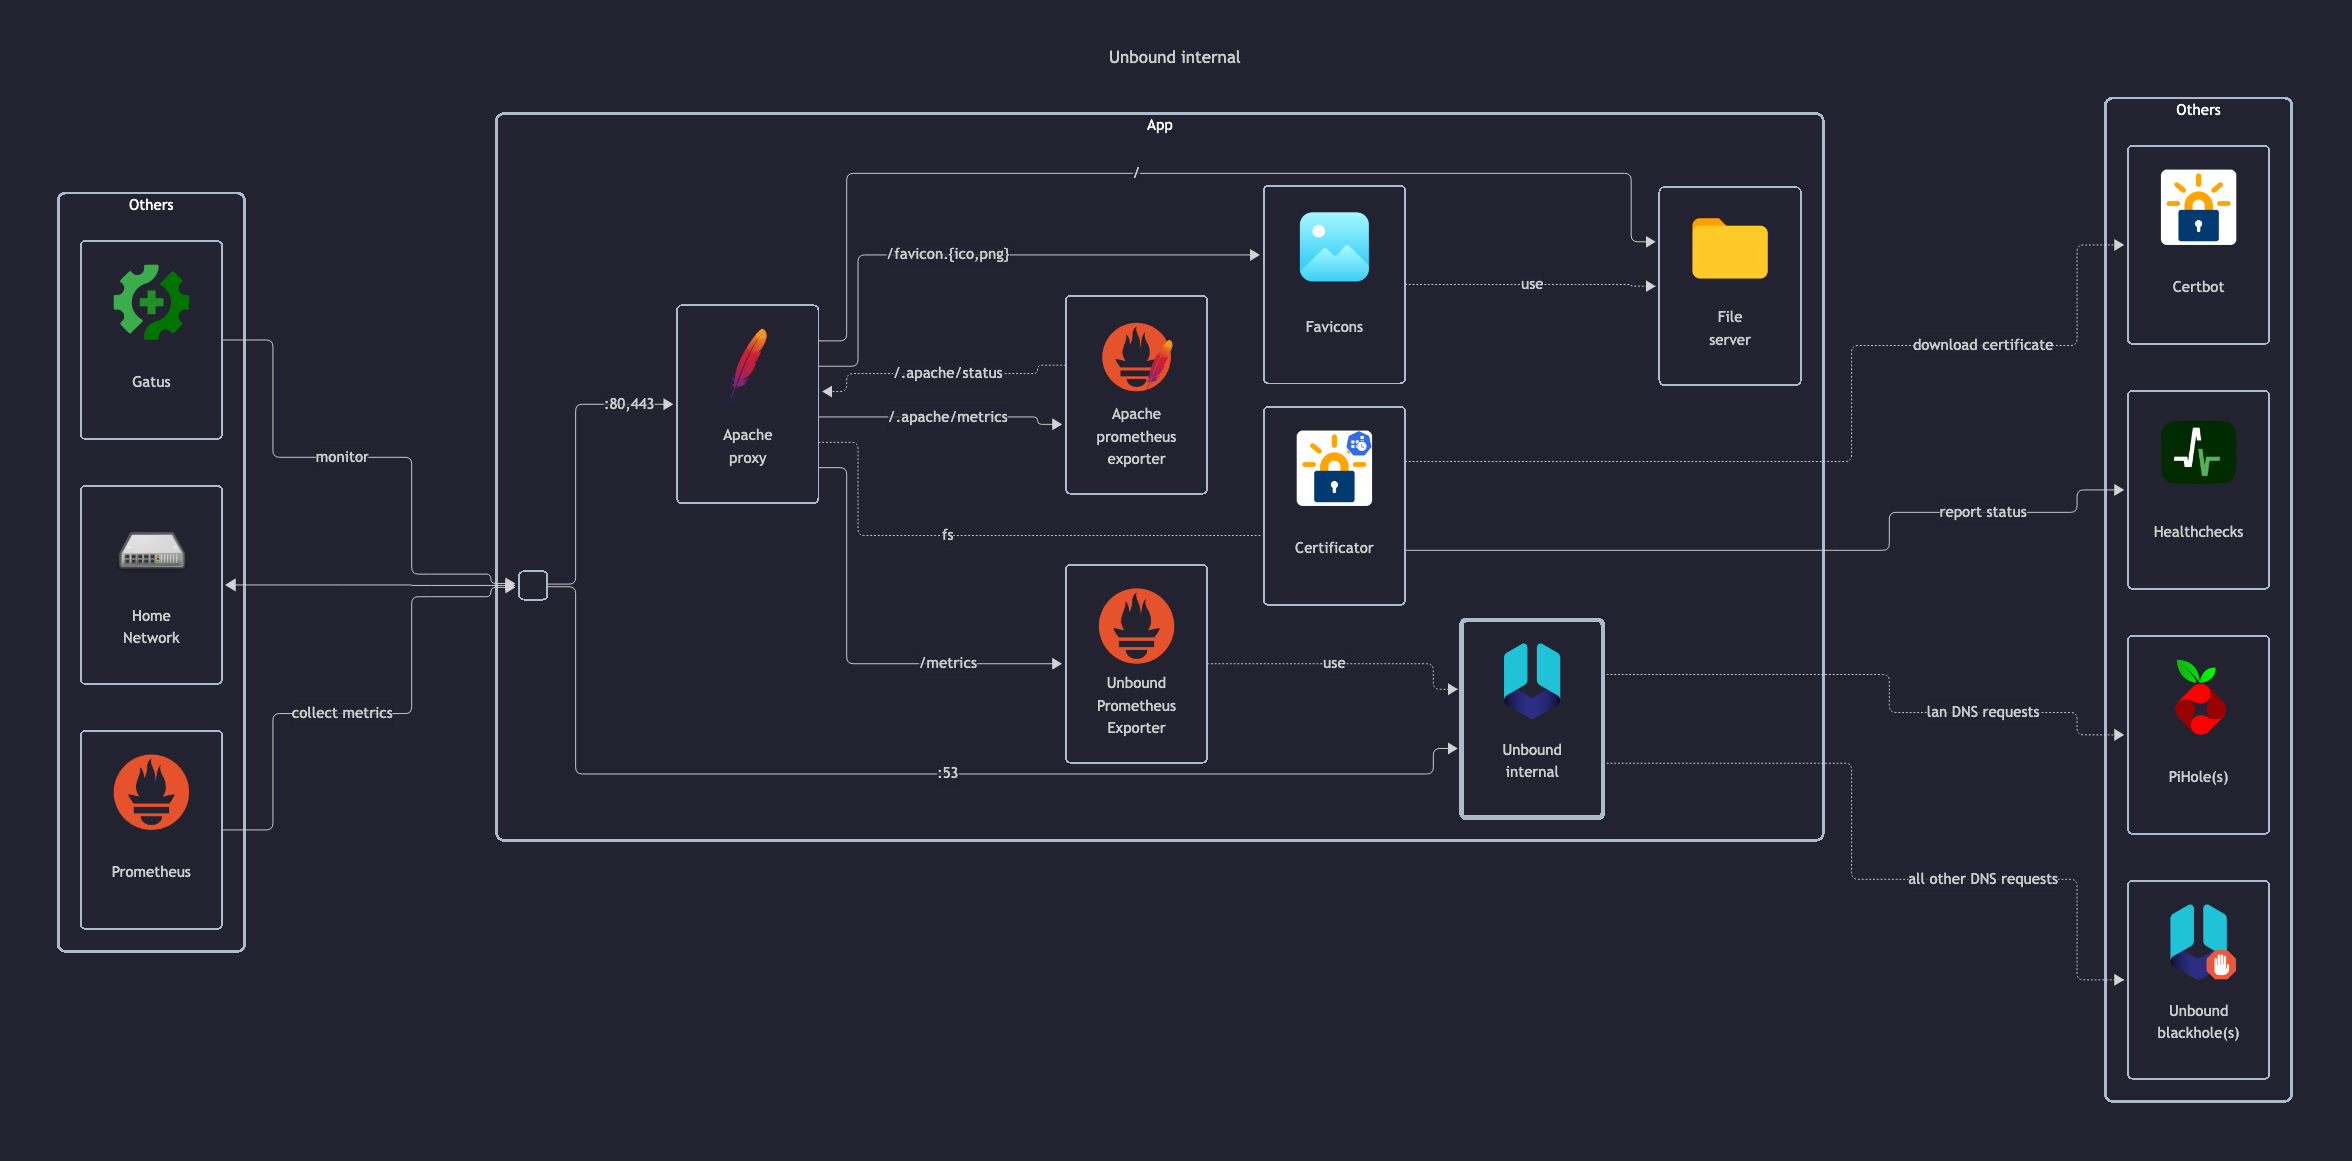 Unbound internal
Others
Gatus
Home
Network
Prometheus
monitor
collect metrics
App
:80,443
Apache
proxy
/
/favicon.{ico,png}
/.apache/status
/.apache/metrics
fs
/metrics
:53
Apache
prometheus
exporter
Unbound
Prometheus
Exporter
Favicons
Certificator
use
use
File
server
Unbound
internal
download certificate
report status
lan DNS requests
all other DNS requests
Others
Certbot
Healthchecks
PiHole(s)
Unbound
blackhole(s)